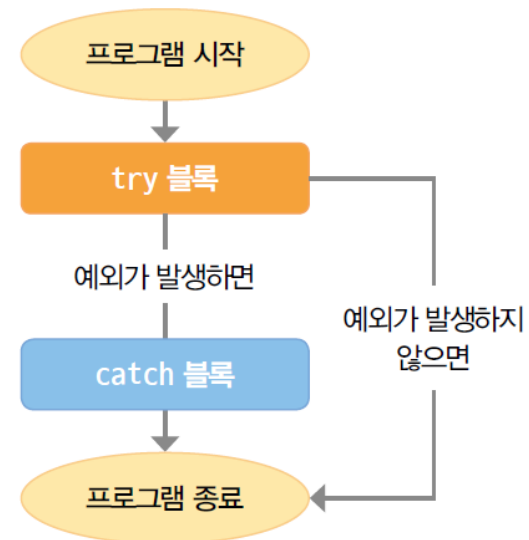 프로그램 시작
try 블록
예외가 발생하면
예외가 발생하지
않으면
catch 블록
프로그램 종료